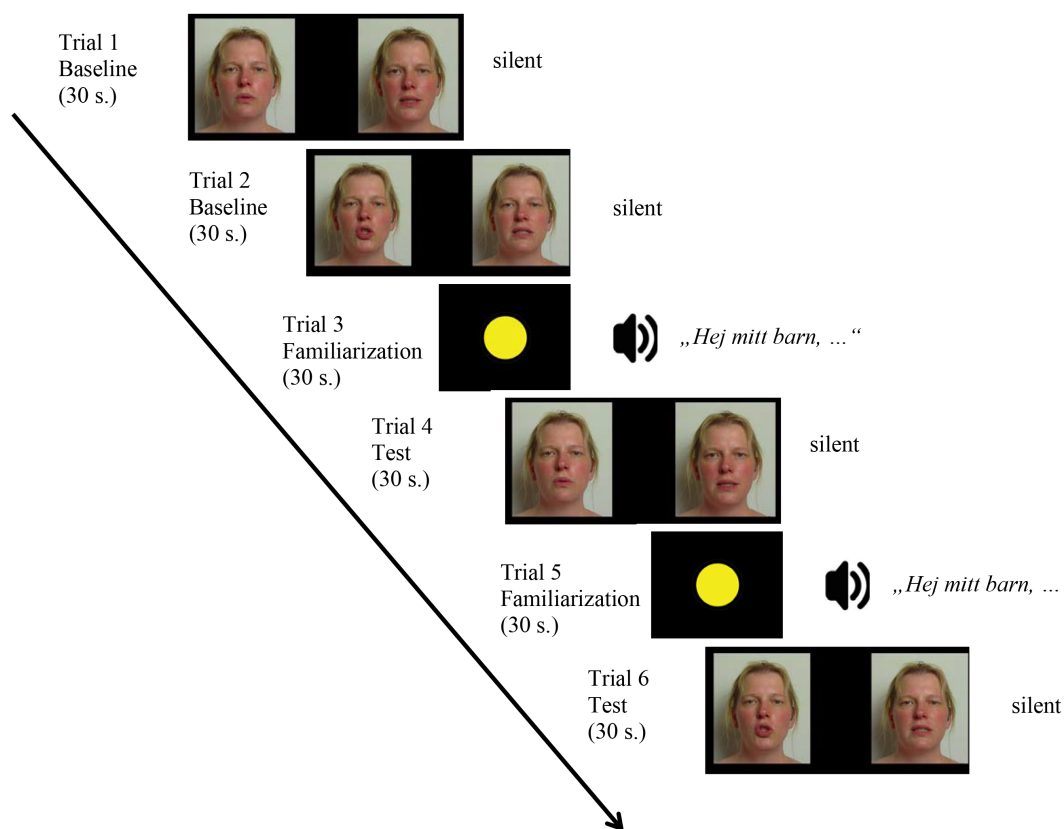 Trial 1
Baseline
(30 s.)
silent
Trial 2
Baseline
(30 s.)
silent
Trial 3
Familiarization
(30 s.)
„Hej mitt barn, ...“
Trial 4
Test
(30 s.)
silent
Trial 5
Familiarization
(30 s.)
„Hej mitt barn, ...
Trial 6
Test
(30 s.)
silent